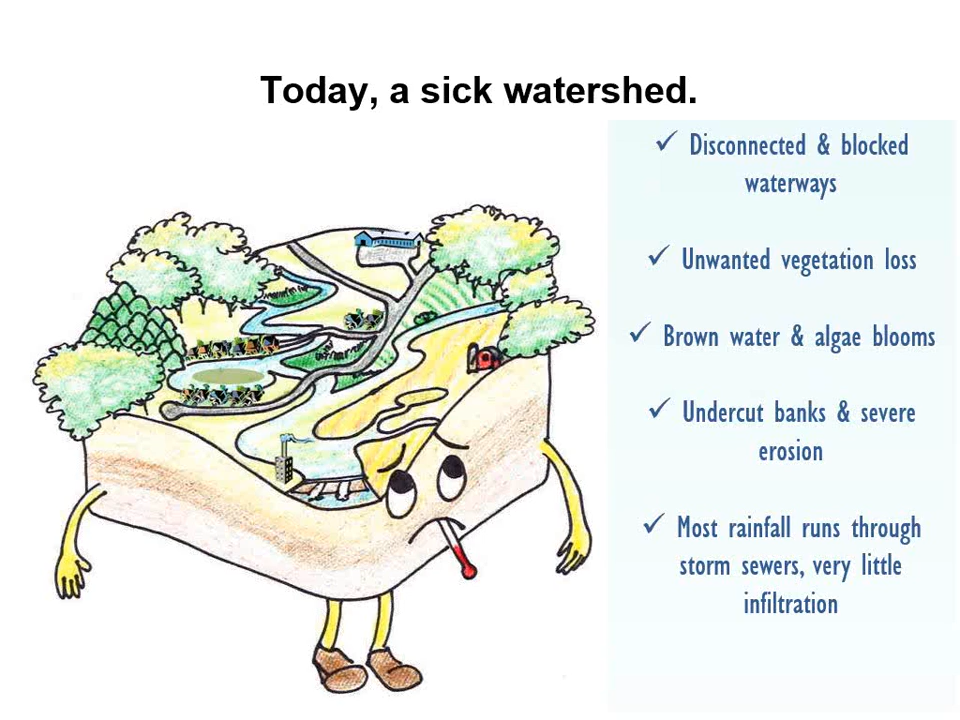 Today, a sick watershed.
✓ Disconnected & blocked
waterways
✓ Unwanted vegetation loss
✓ Brown water & algae blooms
✓ Undercut banks & severe
erosion
✓ Most rainfall runs through
storm sewers, very little
infiltration